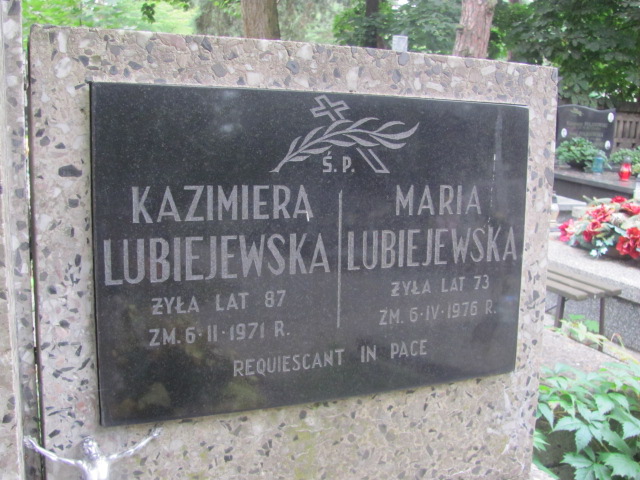 Ś.P.
KAZIMIERA
LUBIEJEWSKA
ŻYŁA LAT 87
ZM. 6·II·1971 R.
MARIA
LUBIEJEWSKA
ŻYŁA LAT 73
ZM. 6·IV·1976 R.
REQUIESCANT IN PACE